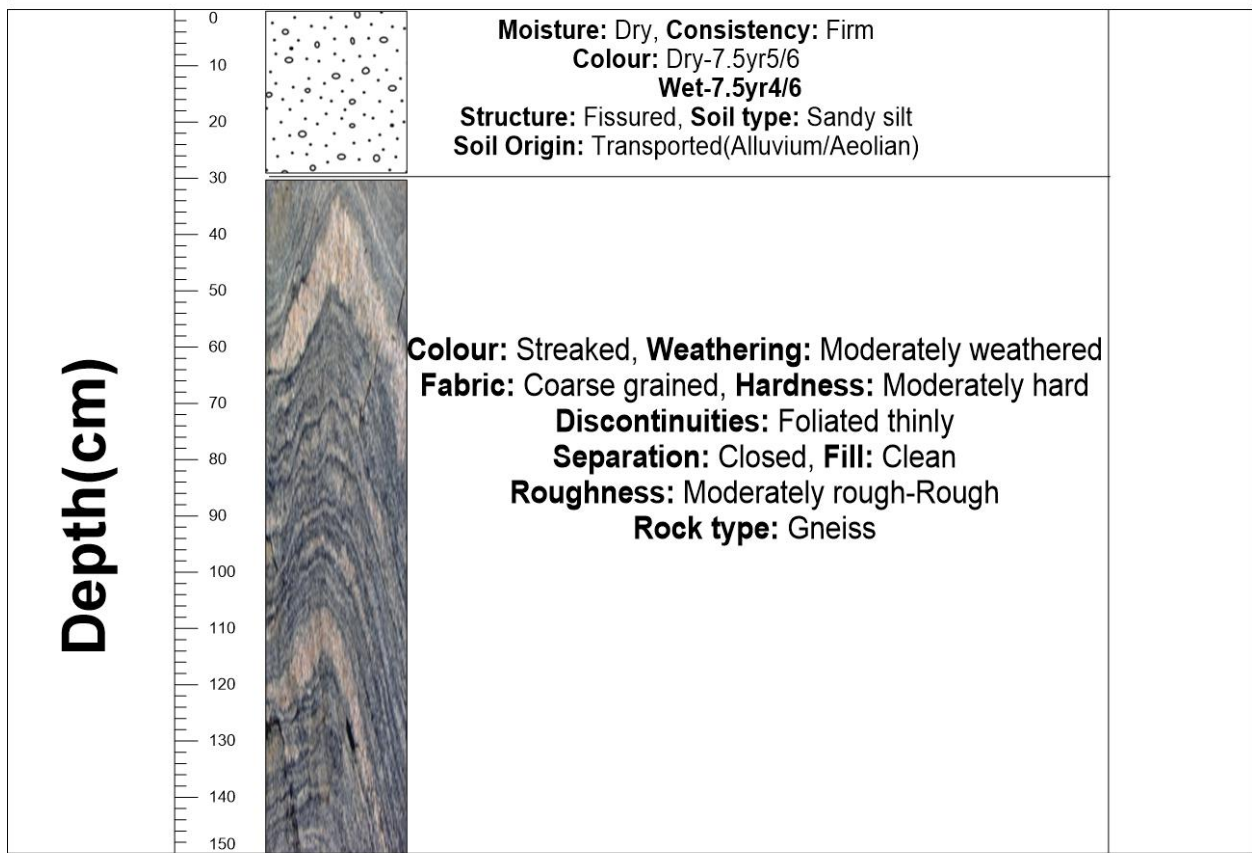 Depth(cm)
0
10
20
30
40
50
60
70
80
90
100
110
120
130
140
150
Moisture: Dry, Consistency: Firm
Colour: Dry-7.5yr5/6
Wet-7.5yr4/6
Structure: Fissured, Soil type: Sandy silt
Soil Origin: Transported(Alluvium/Aeolian)
Colour: Streaked, Weathering: Moderately weathered
Fabric: Coarse grained, Hardness: Moderately hard
Discontinuities: Foliated thinly
Separation: Closed, Fill: Clean
Roughness: Moderately rough-Rough
Rock type: Gneiss